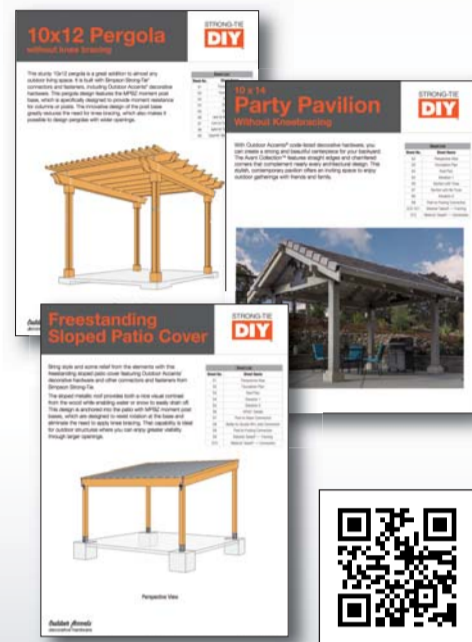 10x12 Pergola
without knee bracing
STRONG-TIE
DIY
This sturdy 10x12 pergola is a great addition to almost any
outdoor living space. It is built with Simpson Strong-Tie®
connectors and fasteners, including Outdoor Accents® decorative
hardware. This pergola design features the MPBZ moment post
base, which is specifically designed to provide moment resistance
for columns or posts. The innovative design of the post base
greatly reduces the need for knee bracing, which also makes it
possible to design pergolas with wider openings.
10 x 14
Party Pavilion
Without Kneebracing
STRONG-TIE
DIY
With Outdoor Accents® code-listed decorative hardware, you
can create a strong and beautiful centerpiece for your backyard.
The Avant Collection™ features straight edges and chamfered
corners that complement nearly every architectural design. This
stylish, contemporary pavilion offers an inviting space to enjoy
outdoor gatherings with friends and family.
Freestanding
Sloped Patio Cover
STRONG-TIE
DIY
Bring style and some relief from the elements with this
freestanding sloped patio cover featuring Outdoor Accents®
decorative hardware and other connectors and fasteners from
Simpson Strong-Tie.
The sloped metallic roof provides both a nice visual contrast
from the wood while enabling water or snow to easily drain off.
This design is anchored into the patio with MPBZ moment post
bases, which are designed to resist rotation at the base and
eliminate the need to apply knee bracing. That capability is ideal
for outdoor structures where you can enjoy greater visibility
through larger openings.
Perspective View
Outdoor Accents
decorative hardware